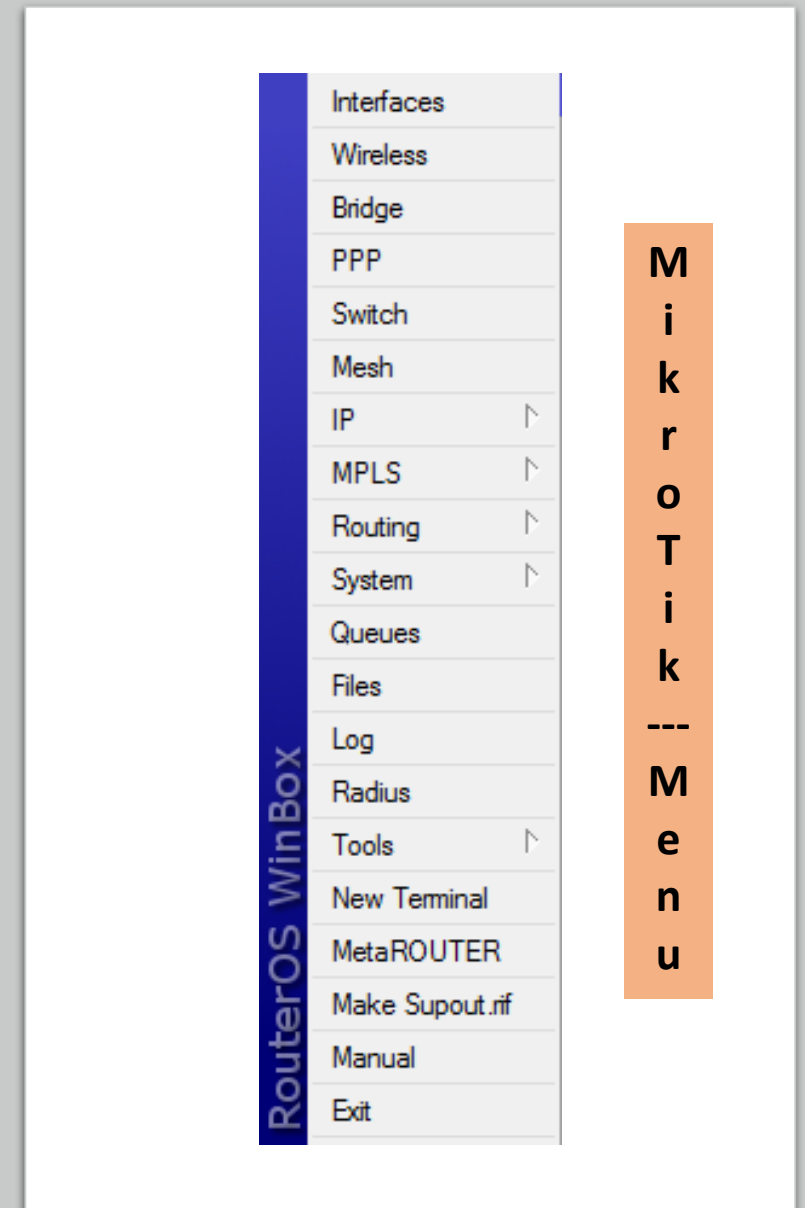 Interfaces
Wireless
Bridge
PPP
Switch
Mesh
IP
MPLS
Routing
System
Queues
Files
Log
Radius
Tools
New Terminal
MetaROUTER
Make Supout.rif
Manual
Exit
RouterOS WinBox
M
i
k
r
o
T
i
k
---
M
e
n
u